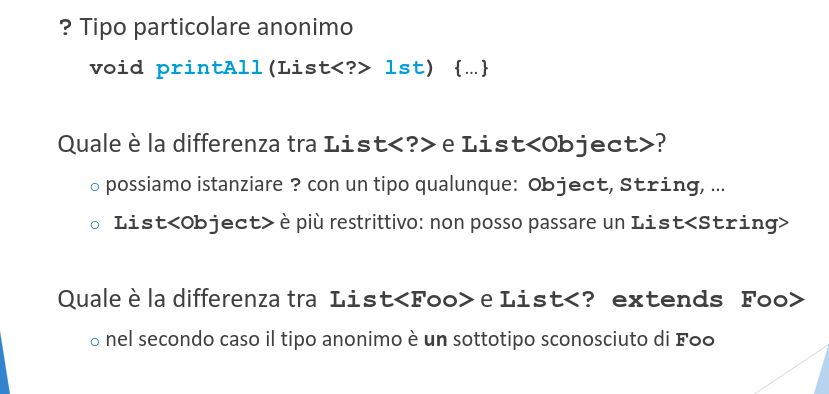 ? Tipo particolare anonimo
void printAll(List<?> lst) {…}
Quale è la differenza tra List<?> e List<Object>?
○ possiamo istanziare ? con un tipo qualunque: Object, String, …
○ List<Object> è più restrittivo: non posso passare un List<String>
Quale è la differenza tra List<Foo> e List<? extends Foo>
○ nel secondo caso il tipo anonimo è un sottotipo sconosciuto di Foo